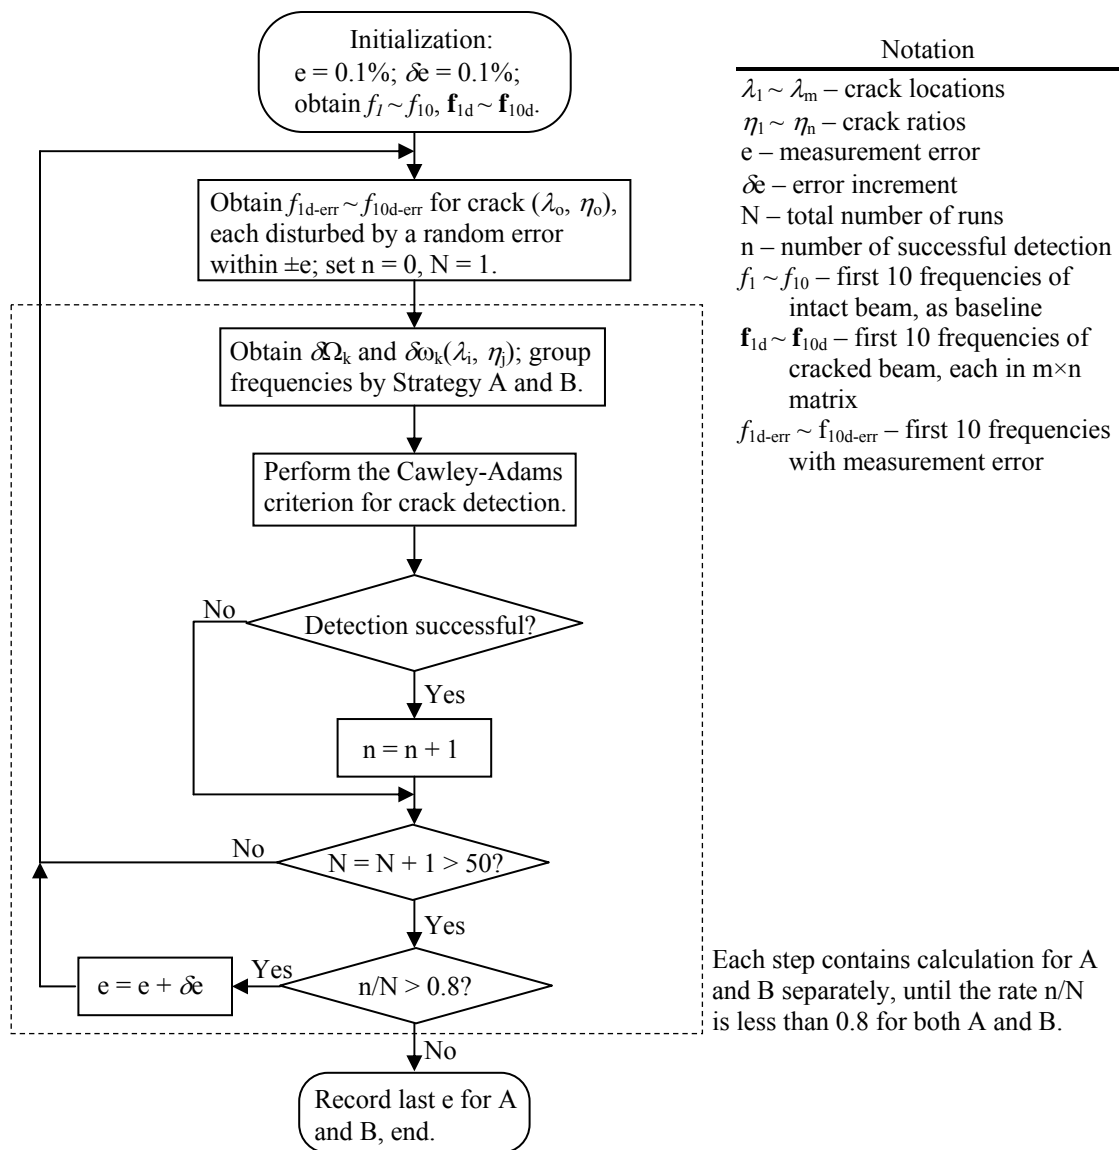 Initialization:
e = 0.1%; δe = 0.1%;
obtain f1 ~ f10, f1d ~ f10d.
Obtain f1d-err ~ f10d-err for crack (λo, ηo),
each disturbed by a random error
within ±e; set n = 0, N = 1.
Obtain δΩk and δωk(λi, ηj); group
frequencies by Strategy A and B.
Perform the Cawley-Adams
criterion for crack detection.
No
Detection successful?
Yes
n = n + 1
No
N = N + 1 > 50?
Yes
e = e + δe
Yes
n/N > 0.8?
No
Record last e for A
and B, end.
Notation
λ1 ~ λm – crack locations
η1 ~ ηn – crack ratios
e – measurement error
δe – error increment
N – total number of runs
n – number of successful detection
f1 ~ f10 – first 10 frequencies of
intact beam, as baseline
f1d ~ f10d – first 10 frequencies of
cracked beam, each in m×n
matrix
f1d-err ~ f10d-err – first 10 frequencies
with measurement error
Each step contains calculation for A
and B separately, until the rate n/N
is less than 0.8 for both A and B.